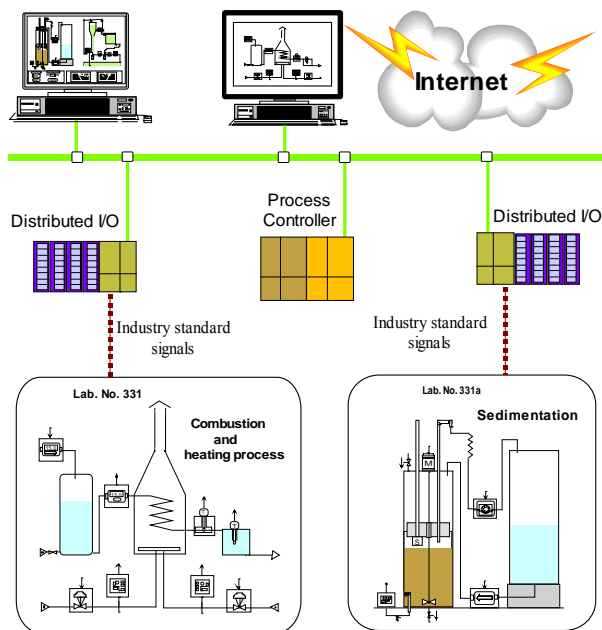 Internet
Distributed I/O
Process
Controller
Distributed I/O
Industry standard
signals
Industry standard
signals
Lab. No. 331
Combustion
and
heating process
Lab. No. 331a
Sedimentation
M
S
T
T